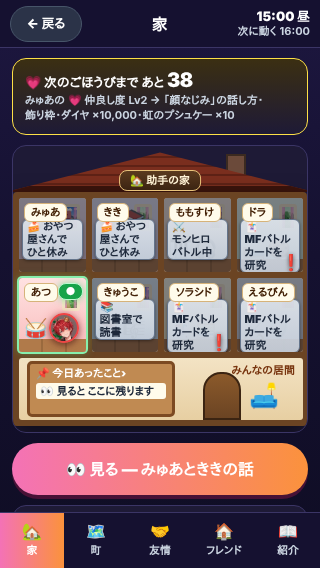 ← 戻る
家
15:00 昼
次に動く 16:00
💗 次のごほうびまで あと 38
みゅあの 💗 仲良し度 Lv2 → 「顔なじみ」の話し方・
飾り枠・ダイヤ ×10,000・虹のプシュケー ×10
🏡 助手の家
みゅあ
🍰 おやつ
屋さんで
ひと休み
きき
🍰 おやつ
屋さんで
ひと休み
ももすけ
⚔️
モンヒロ
バトル中
ドラ
🃏
MFバトル
カードを
研究
❗
あつ
きゅうこ
📚
図書室で
読書
ソラシド
🃏
MFバトル
カードを
研究
❗
えるぴん
🃏
MFバトル
カードを
研究
📌 今日あったこと›
👀 見ると ここに残ります
みんなの居間
👀 見る — みゅあとききの話
家
町
友情
フレンド
紹介